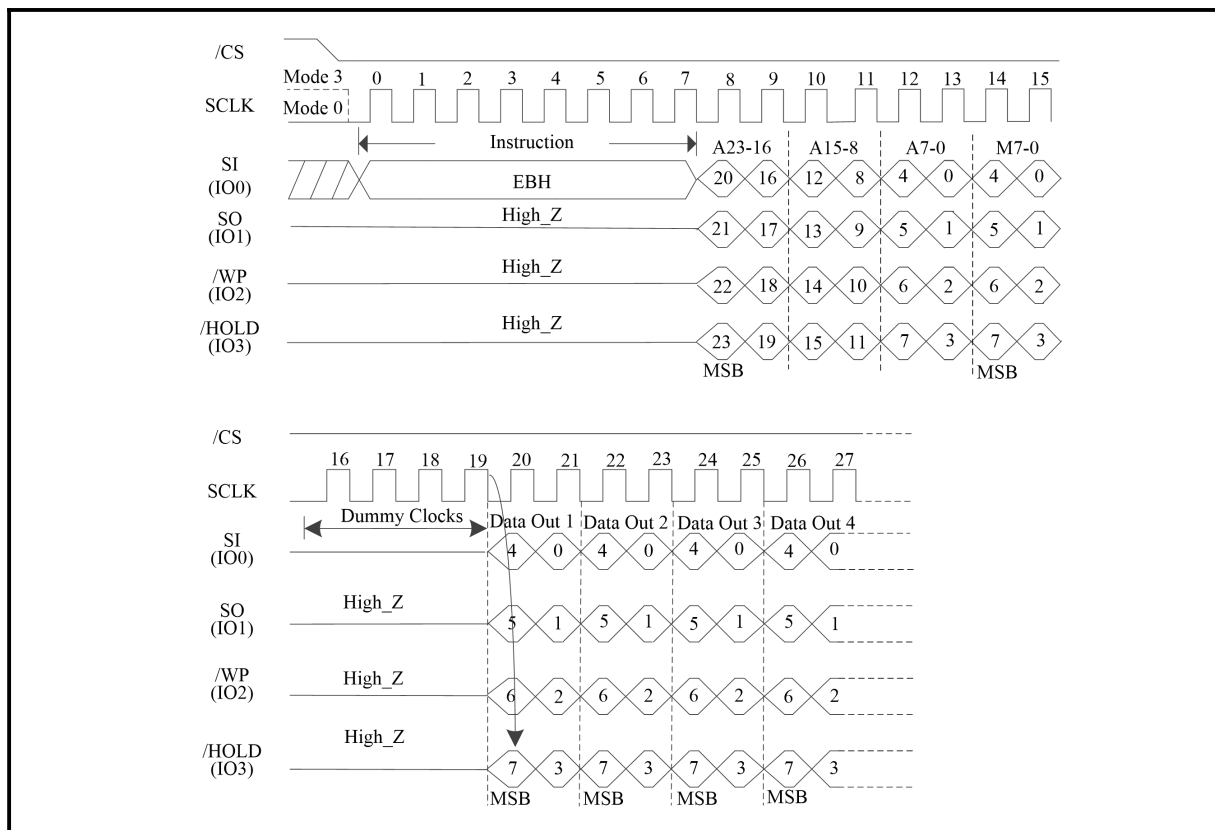 /CS
Mode 3 0 1 2 3 4 5 6 7 8 9 10 11 12 13 14 15
SCLK Mode 0
Instruction A23-16 A15-8 A7-0 M7-0
SI
(IO0) EBH 20 16 12 8 4 0 4 0
SO
(IO1) High_Z 21 17 13 9 5 1 5 1
/WP
(IO2) High_Z 22 18 14 10 6 2 6 2
/HOLD
(IO3) High_Z 23 19 15 11 7 3 7 3
MSB MSB
/CS
16 17 18 19 20 21 22 23 24 25 26 27
SCLK
Dummy Clocks Data Out 1 Data Out 2 Data Out 3 Data Out 4
SI
(IO0) 4 0 4 0 4 0 4 0
SO
(IO1) High_Z 5 1 5 1 5 1 5 1
/WP
(IO2) High_Z 6 2 6 2 6 2 6 2
/HOLD
(IO3) High_Z 7 3 7 3 7 3 7 3
MSB MSB MSB MSB